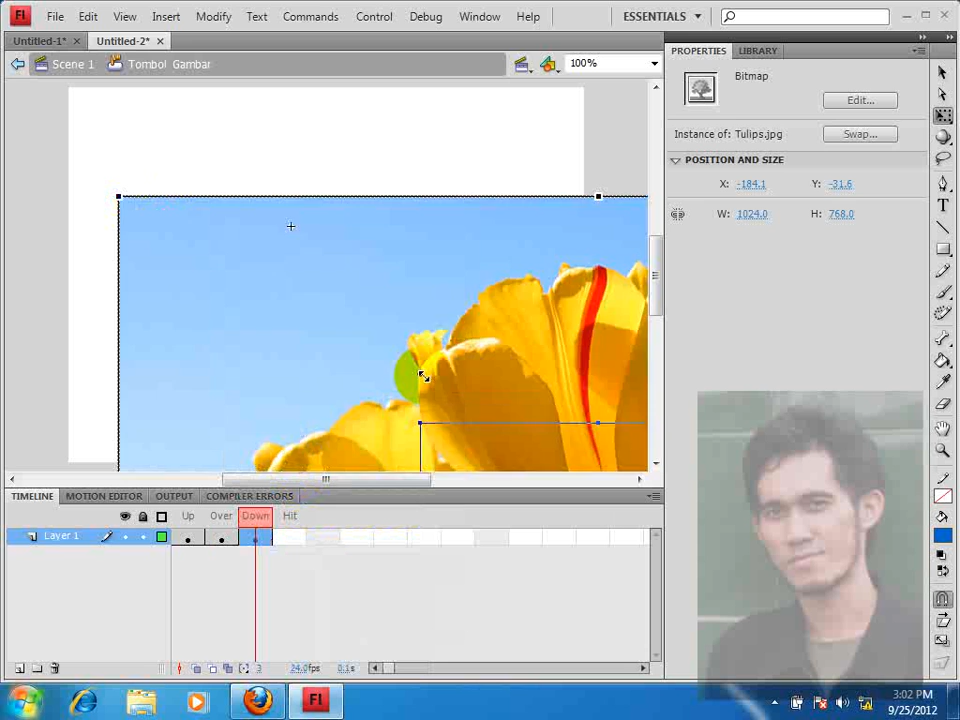 Fl File Edit View Insert Modify Text Commands Control Debug Window Help ESSENTIALS
Untitled-1* Untitled-2*
Scene 1 Tombol Gambar 100%
PROPERTIES LIBRARY
Bitmap
Edit...
Instance of: Tulips.jpg Swap...
POSITION AND SIZE
X: -184.1 Y: -31.6
W: 1024.0 H: 768.0
TIMELINE MOTION EDITOR OUTPUT COMPILER ERRORS
Up Over Down Hit
Layer 1
3 24.0fps 0.1s
Fl 3:02 PM
9/25/2012